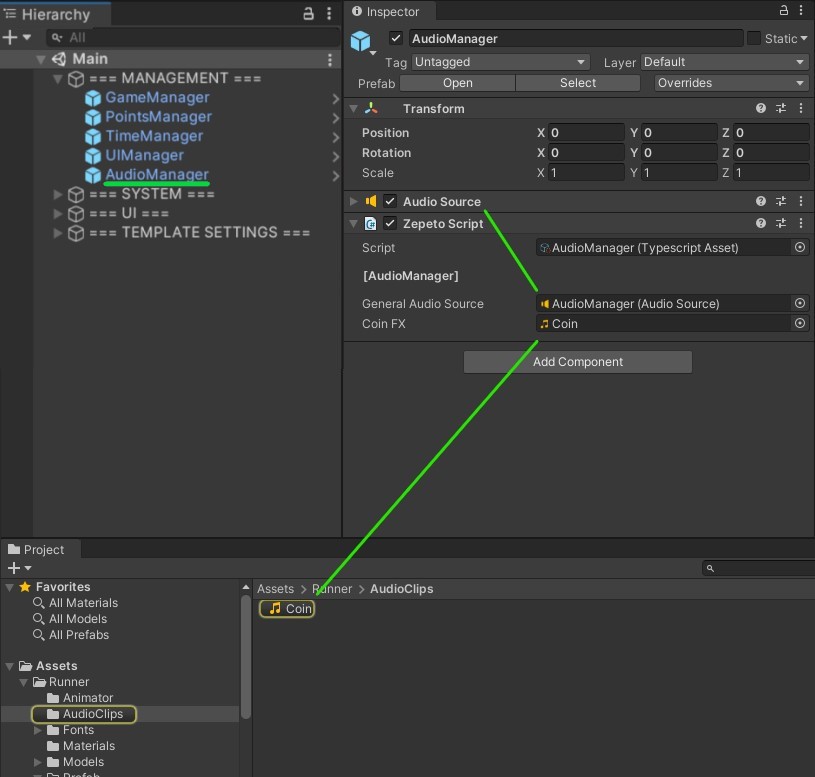 Hierarchy
All
Main
=== MANAGEMENT ===
GameManager
PointsManager
TimeManager
UIManager
AudioManager
=== SYSTEM ===
=== UI ===
=== TEMPLATE SETTINGS ===
Inspector
AudioManager
Static
Tag Untagged Layer Default
Prefab Open Select Overrides
Transform
Position X 0 Y 0 Z 0
Rotation X 0 Y 0 Z 0
Scale X 1 Y 1 Z 1
Audio Source
Zepeto Script
Script AudioManager (Typescript Asset)
[AudioManager]
General Audio Source AudioManager (Audio Source)
Coin FX Coin
Add Component
Project
Favorites
All Materials
All Models
All Prefabs
Assets
Runner
Animator
AudioClips
Fonts
Materials
Models
Prefab
Assets > Runner > AudioClips
Coin